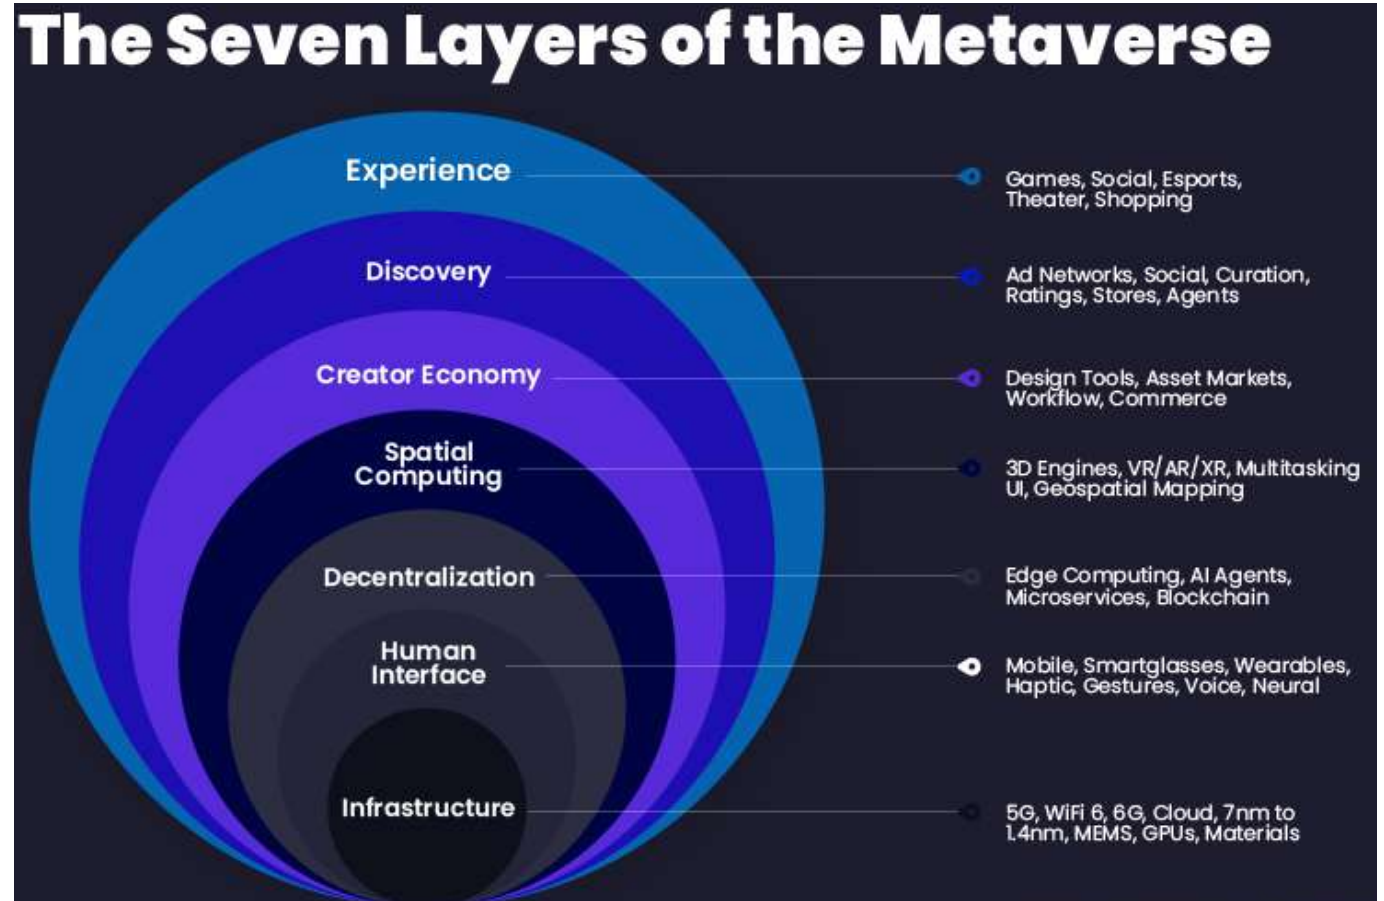 The Seven Layers of the Metaverse
Experience
Games, Social, Esports,
Theater, Shopping
Discovery
Ad Networks, Social, Curation,
Ratings, Stores, Agents
Creator Economy
Design Tools, Asset Markets,
Workflow, Commerce
Spatial
Computing
3D Engines, VR/AR/XR, Multitasking
UI, Geospatial Mapping
Decentralization
Edge Computing, AI Agents,
Microservices, Blockchain
Human
Interface
Mobile, Smartglasses, Wearables,
Haptic, Gestures, Voice, Neural
Infrastructure
5G, WiFi 6, 6G, Cloud, 7nm to
1.4nm, MEMS, GPUs, Materials